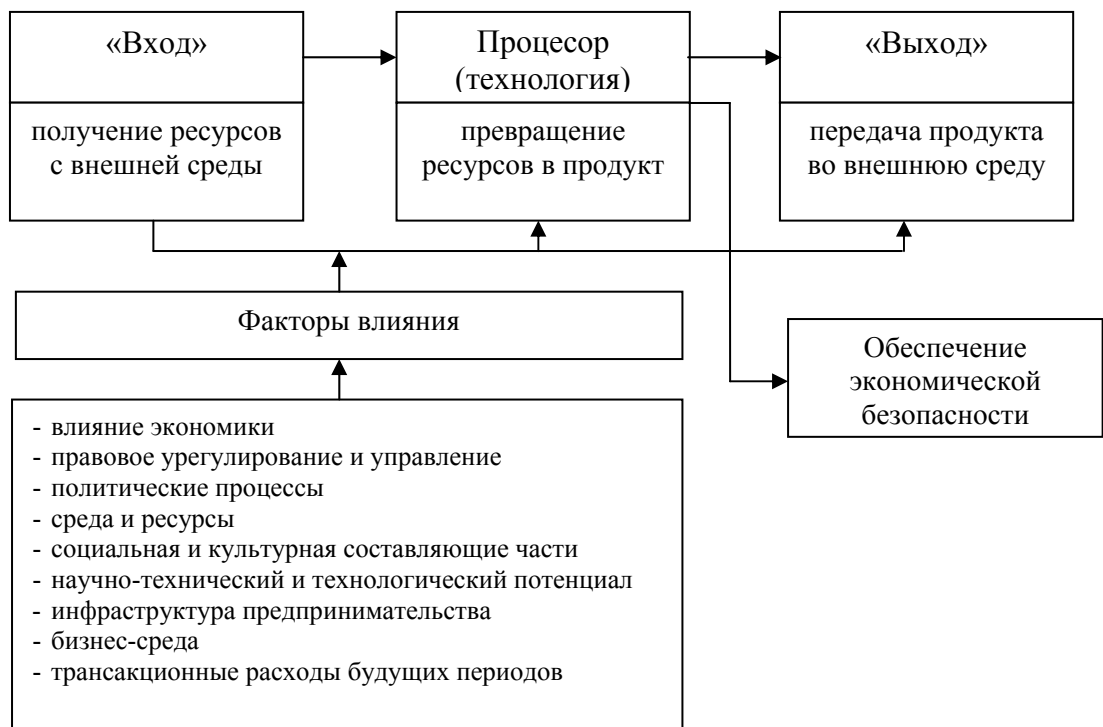 «Вход»
получение ресурсов
с внешней среды
Процесор
(технология)
превращение
ресурсов в продукт
«Выход»
передача продукта
во внешнюю среду
Факторы влияния
Обеспечение
экономической
безопасности
- влияние экономики
- правовое урегулирование и управление
- политические процессы
- среда и ресурсы
- социальная и культурная составляющие части
- научно-технический и технологический потенциал
- инфраструктура предпринимательства
- бизнес-среда
- трансакционные расходы будущих периодов